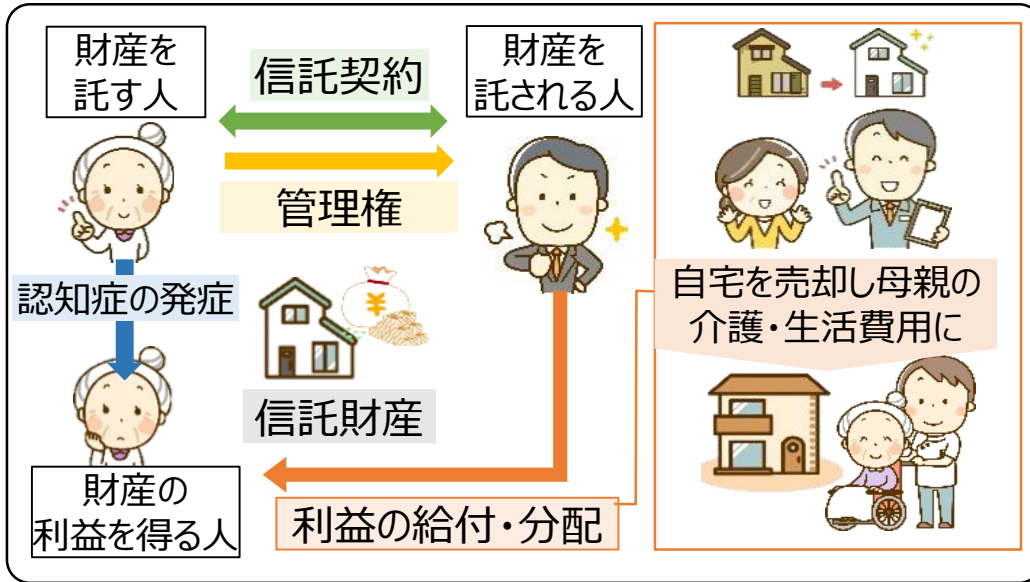 財産を
託す人
信託契約
財産を
託される人
管理権
認知症の発症
¥
信託財産
財産の
利益を得る人
利益の給付・分配
自宅を売却し母親の
介護・生活費用に